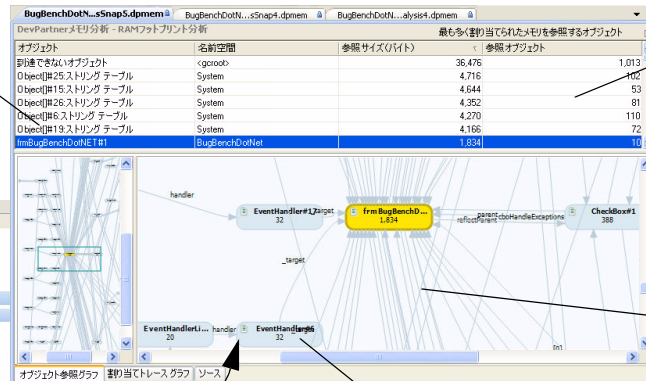 BugBenchDotN...sSnap5.dpmem BugBenchDotN...sSnap4.dpmem BugBenchDotN...alysis4.dpmem
DevPartnerメモリ分析 - RAMフットプリント分析 最も多く割り当てられたメモリを参照するオブジェクト
オブジェクト 名前空間 参照サイズ(バイト) 参照オブジェクト
到達できないオブジェクト <gcroot> 36,476 1,013
Object[]#25:ストリング テーブル System 4,716 102
Object[]#15:ストリング テーブル System 4,644 53
Object[]#26:ストリング テーブル System 4,352 81
Object[]#6:ストリング テーブル System 4,270 110
Object[]#19:ストリング テーブル System 4,166 72
frmBugBenchDotNET#1 BugBenchDotNet 1,834 10
handler
EventHandler#17 _target frmBugBenchD... parent cboHandleExceptions CheckBox#1
32 1,834 reflectParent 388
_target
EventHandlerLi... handler EventHandler#6 _target
20 32
[0]
オブジェクト参照グラフ 割り当てトレース グラフ ソース